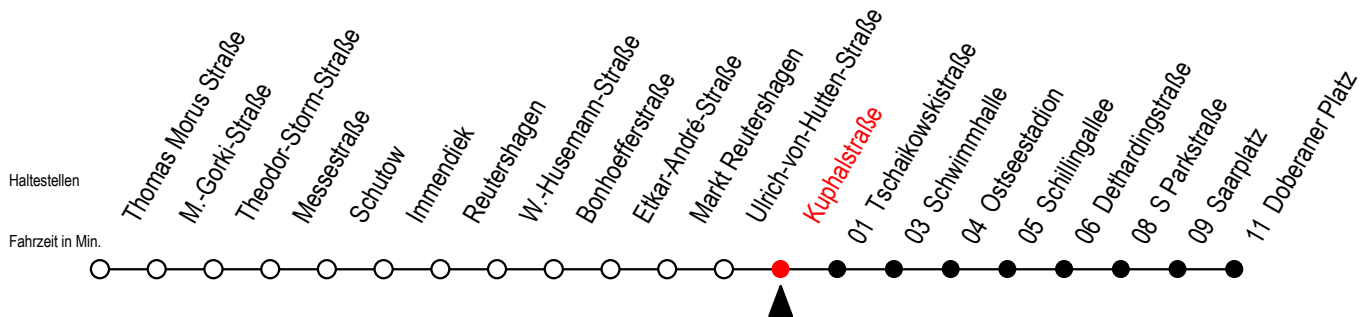 Haltestellen
Fahrzeit in Min.
Thomas Morus Straße
M.-Gorki-Straße
Theodor-Storm-Straße
Messestraße
Schutow
Immendiek
Reutershagen
W.-Husemann-Straße
Bonhoefferstraße
Etkar-André-Straße
Markt Reutershagen
Ulrich-von-Hutten-Straße
Kuphalstraße
01 Tschaikowskistraße
03 Schwimmhalle
04 Ostseestadion
05 Schillingallee
06 Dethardingstraße
08 S Parkstraße
09 Saarplatz
11 Doberaner Platz